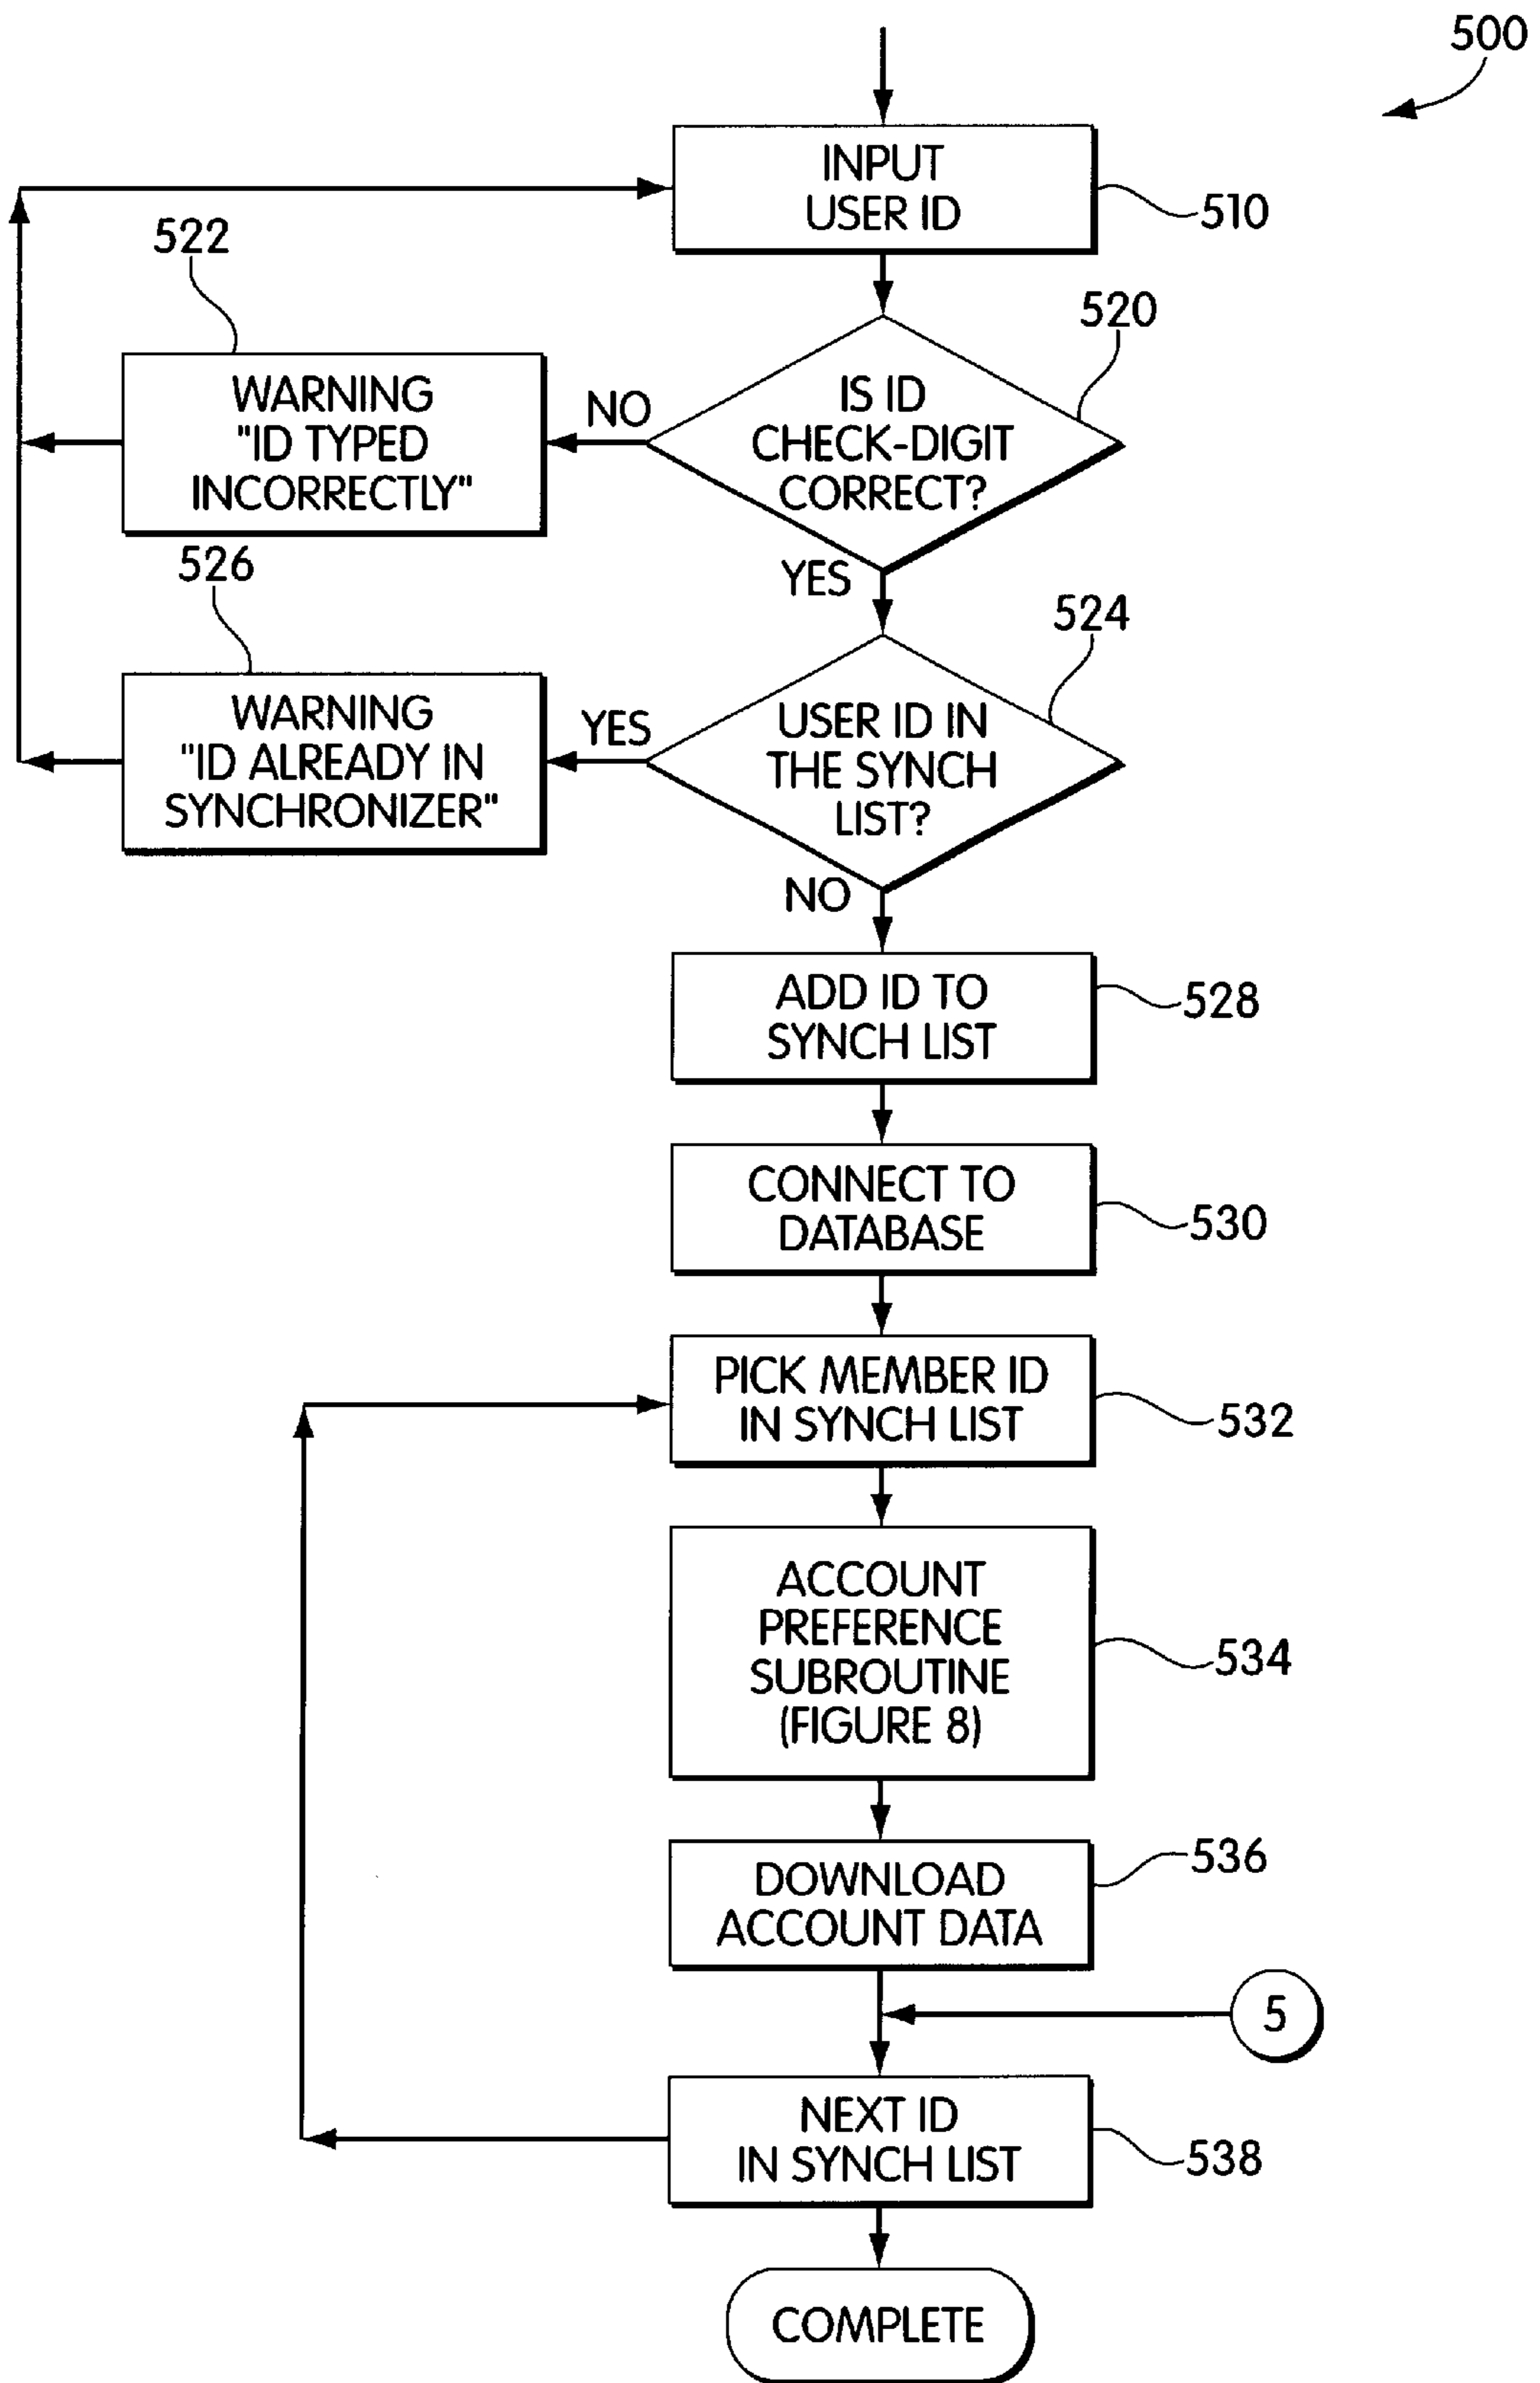 500
INPUT
USER ID
510
522
520
WARNING
"ID TYPED
INCORRECTLY"
NO
IS ID
CHECK-DIGIT
CORRECT?
YES
526
524
WARNING
"ID ALREADY IN
SYNCHRONIZER"
YES
USER ID IN
THE SYNCH
LIST?
NO
ADD ID TO
SYNCH LIST
528
CONNECT TO
DATABASE
530
PICK MEMBER ID
IN SYNCH LIST
532
ACCOUNT
PREFERENCE
SUBROUTINE
(FIGURE 8)
534
DOWNLOAD
ACCOUNT DATA
536
5
NEXT ID
IN SYNCH LIST
538
COMPLETE